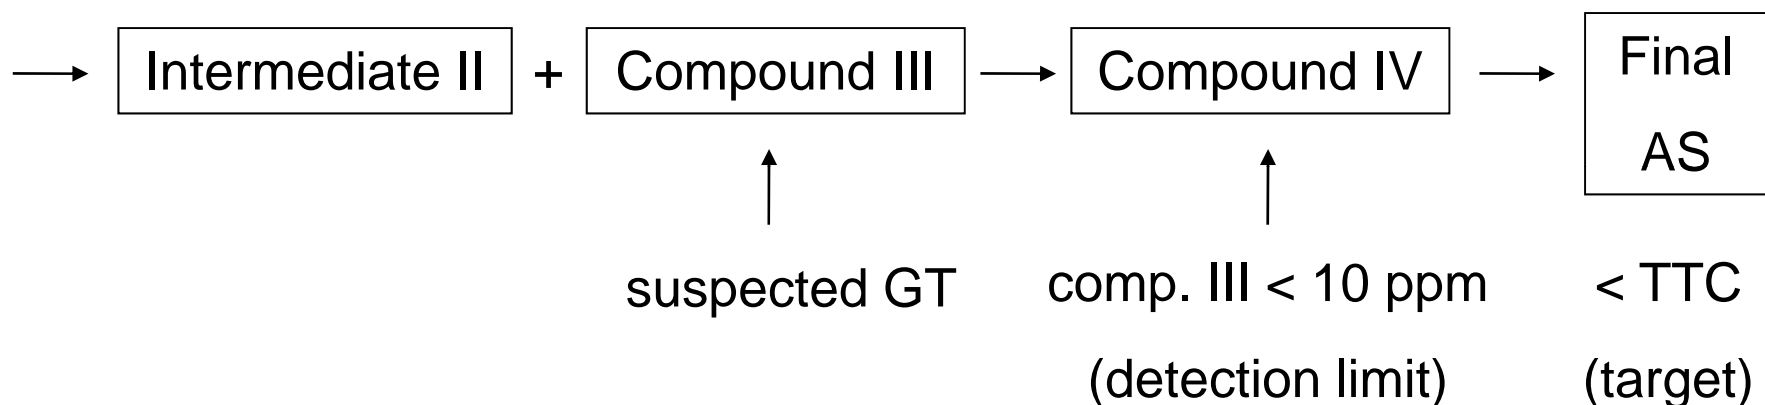 Intermediate II + Compound III Compound IV Final
AS
suspected GT comp. III < 10 ppm < TTC
(detection limit) (target)